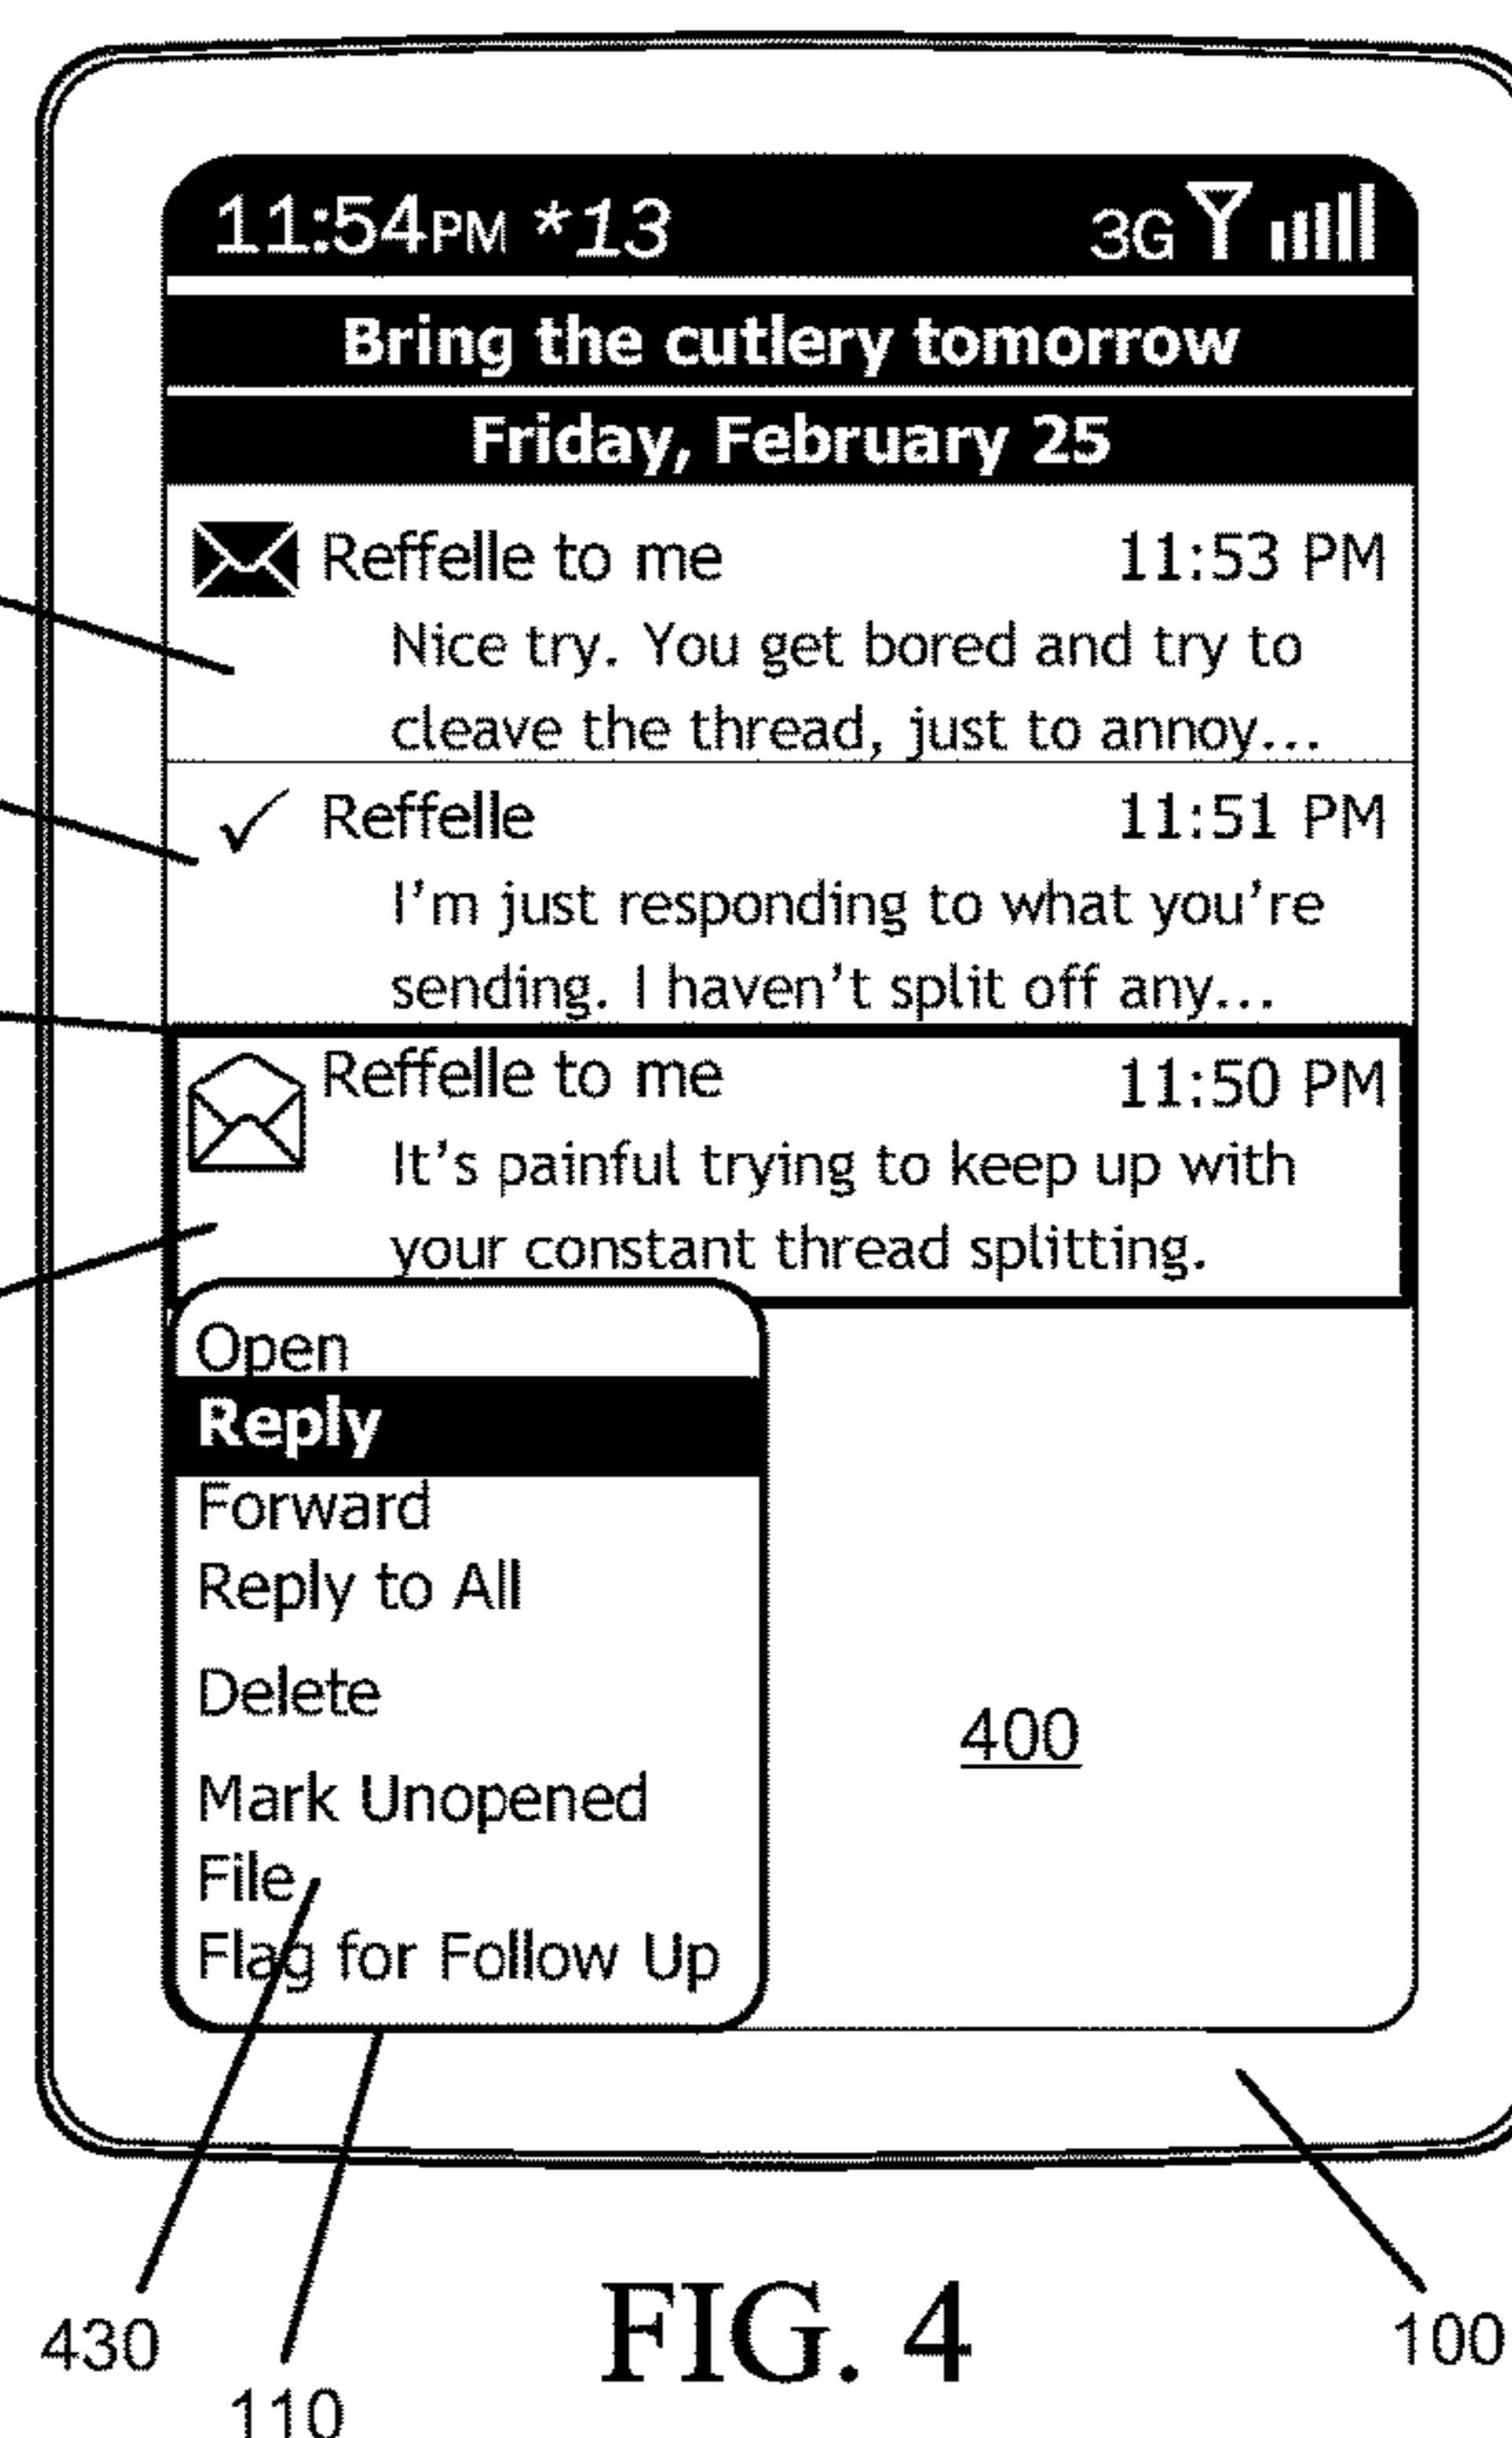 11:54PM *13 3G
Bring the cutlery tomorrow
Friday, February 25
Reffelle to me 11:53 PM
Nice try. You get bored and try to
cleave the thread, just to annoy...
Reffelle 11:51 PM
I'm just responding to what you're
sending. I haven't split off any...
Reffelle to me 11:50 PM
It's painful trying to keep up with
your constant thread splitting.
Open
Reply
Forward
Reply to All
Delete
400
Mark Unopened
File
Flag for Follow Up
430
110
FIG. 4
100